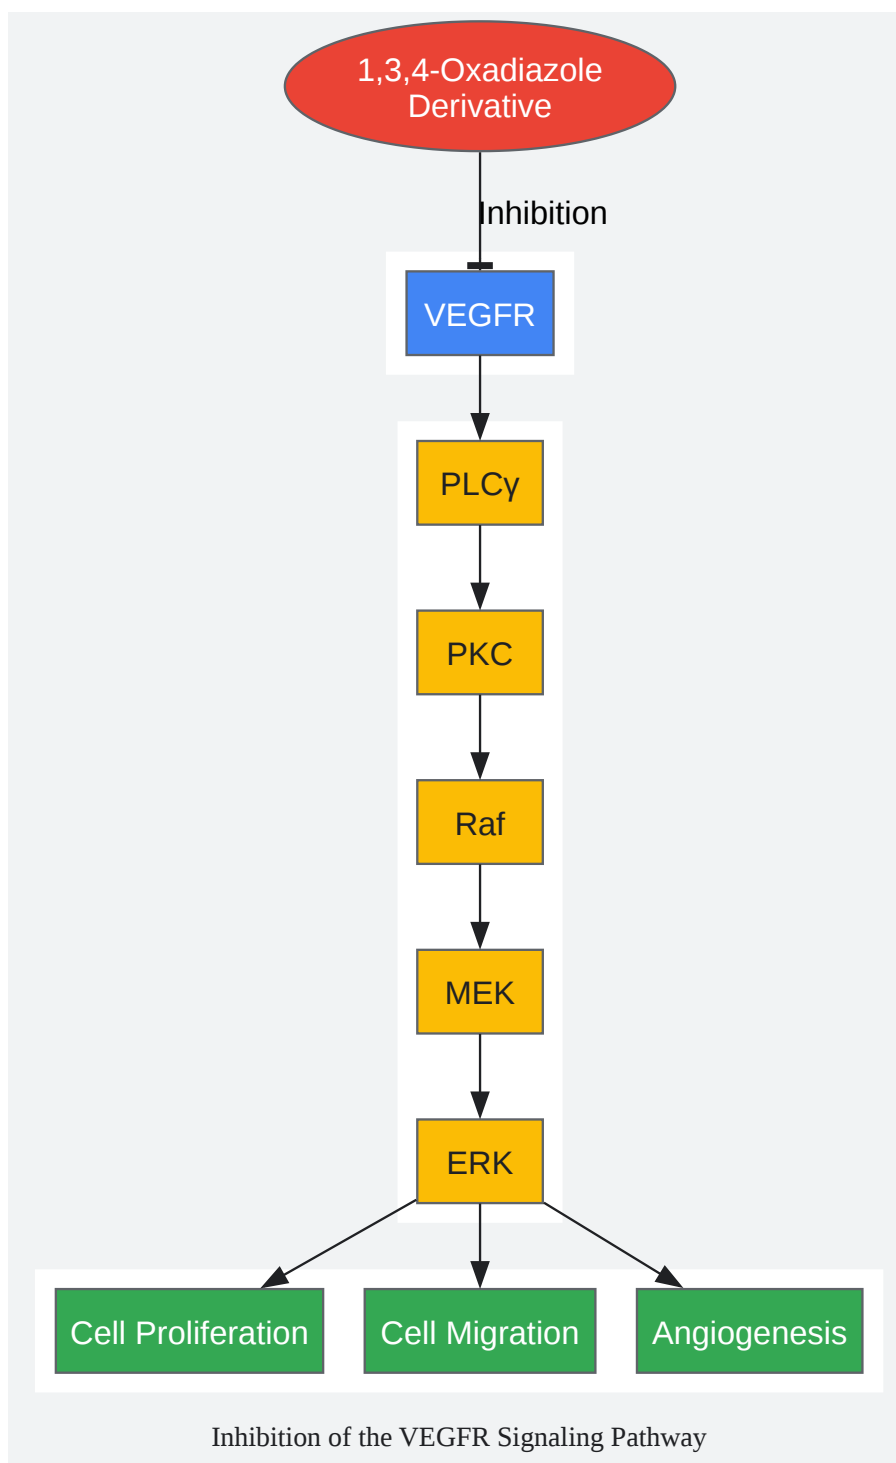 1,3,4-Oxadiazole
Derivative
Inhibition
VEGFR
PLCγ
PKC
Raf
MEK
ERK
Cell Proliferation
Cell Migration
Angiogenesis
Inhibition of the VEGFR Signaling Pathway